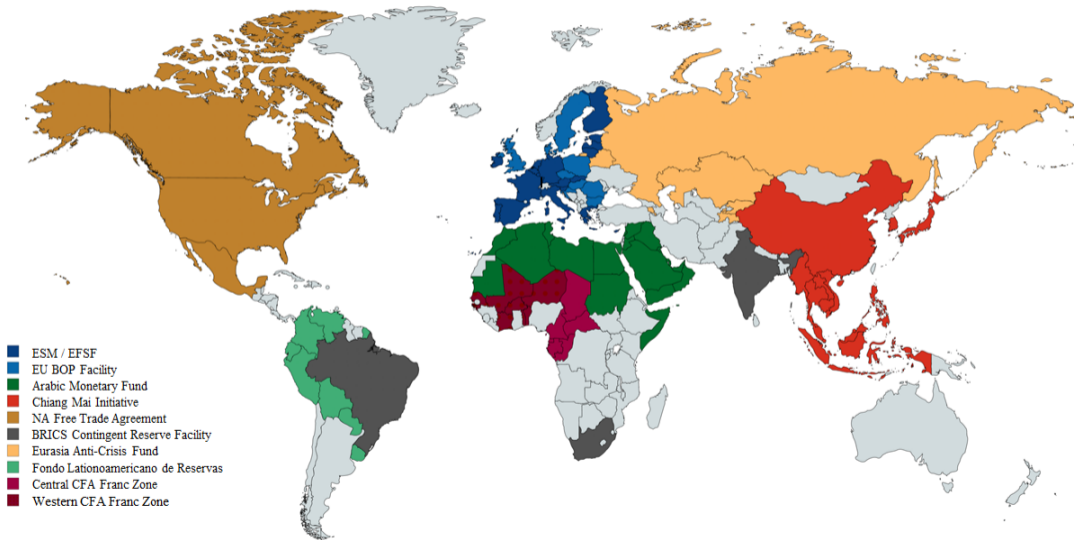 ESM / EFSF
EU BOP Facility
Arabic Monetary Fund
Chiang Mai Initiative
NA Free Trade Agreement
BRICS Contingent Reserve Facility
Eurasia Anti-Crisis Fund
Fondo Lationoamericano de Reservas
Central CFA Franc Zone
Western CFA Franc Zone